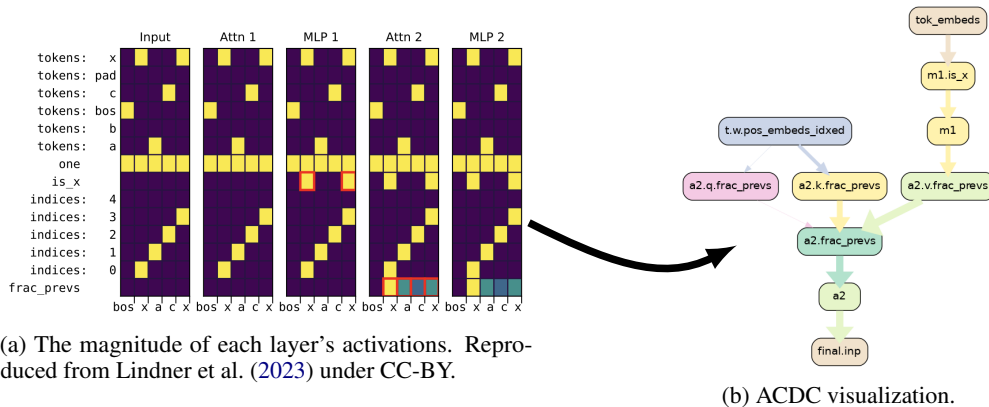 Input Attn 1 MLP 1 Attn 2 MLP 2
tokens: x
tokens: pad
tokens: c
tokens: bos
tokens: b
tokens: a
one
is_x
indices: 4
indices: 3
indices: 2
indices: 1
indices: 0
frac_prevs
bos x a c x bos x a c x bos x a c x bos x a c x bos x a c x
(a) The magnitude of each layer's activations. Repro-
duced from Lindner et al. (2023) under CC-BY.
tok_embeds
m1.is_x
t.w.pos_embeds_idxed
m1
a2.q.frac_prevs
a2.k.frac_prevs
a2.v.frac_prevs
a2.frac_prevs
a2
final.inp
(b) ACDC visualization.